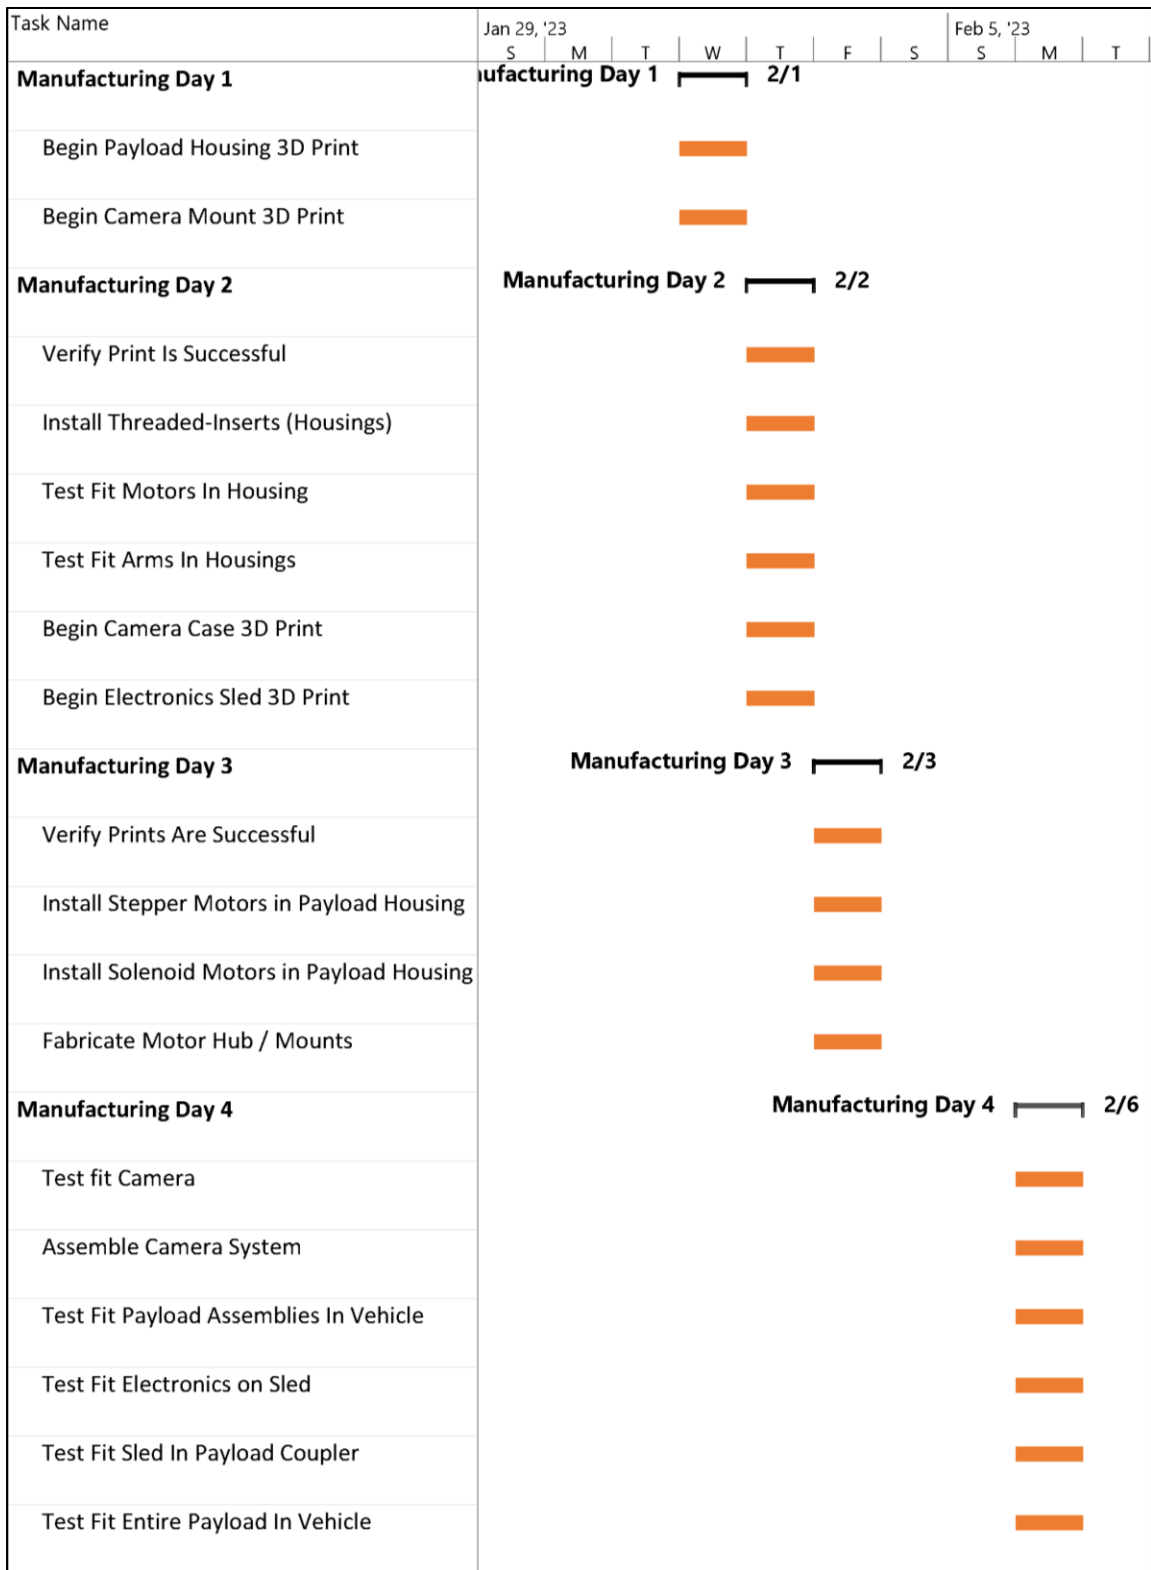 Task Name
Jan 29, '23
Feb 5, '23
S M T W T F S S M T
Manufacturing Day 1
ufacturing Day 1 2/1
Begin Payload Housing 3D Print
Begin Camera Mount 3D Print
Manufacturing Day 2
Manufacturing Day 2 2/2
Verify Print Is Successful
Install Threaded-Inserts (Housings)
Test Fit Motors In Housing
Test Fit Arms In Housings
Begin Camera Case 3D Print
Begin Electronics Sled 3D Print
Manufacturing Day 3
Manufacturing Day 3 2/3
Verify Prints Are Successful
Install Stepper Motors in Payload Housing
Install Solenoid Motors in Payload Housing
Fabricate Motor Hub / Mounts
Manufacturing Day 4
Manufacturing Day 4 2/6
Test fit Camera
Assemble Camera System
Test Fit Payload Assemblies In Vehicle
Test Fit Electronics on Sled
Test Fit Sled In Payload Coupler
Test Fit Entire Payload In Vehicle